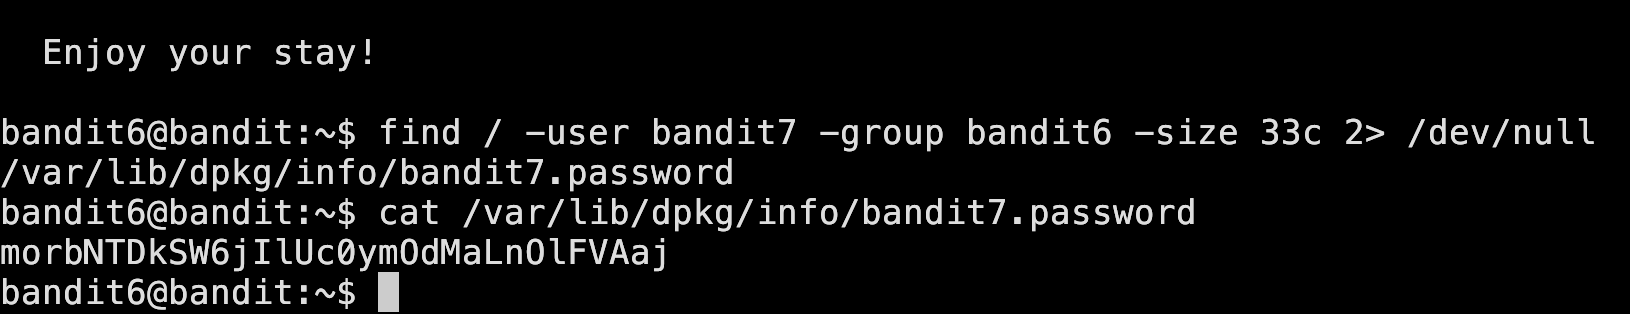 Enjoy your stay!
bandit6@bandit:~$ find / -user bandit7 -group bandit6 -size 33c 2> /dev/null
/var/lib/dpkg/info/bandit7.password
bandit6@bandit:~$ cat /var/lib/dpkg/info/bandit7.password
morbNTDkSW6jIlUc0ymOdMaLnOlFVAaj
bandit6@bandit:~$